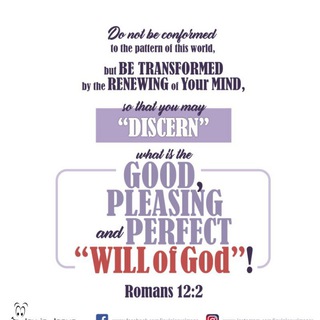 Do not be conformed
to the pattern of this world,
but BE TRANSFORMED
by the RENEWING of Your MIND,
so that you may
“DISCERN”
what is the
GOOD,
PLEASING
and PERFECT
“WILL of God”!
Romans 12:2